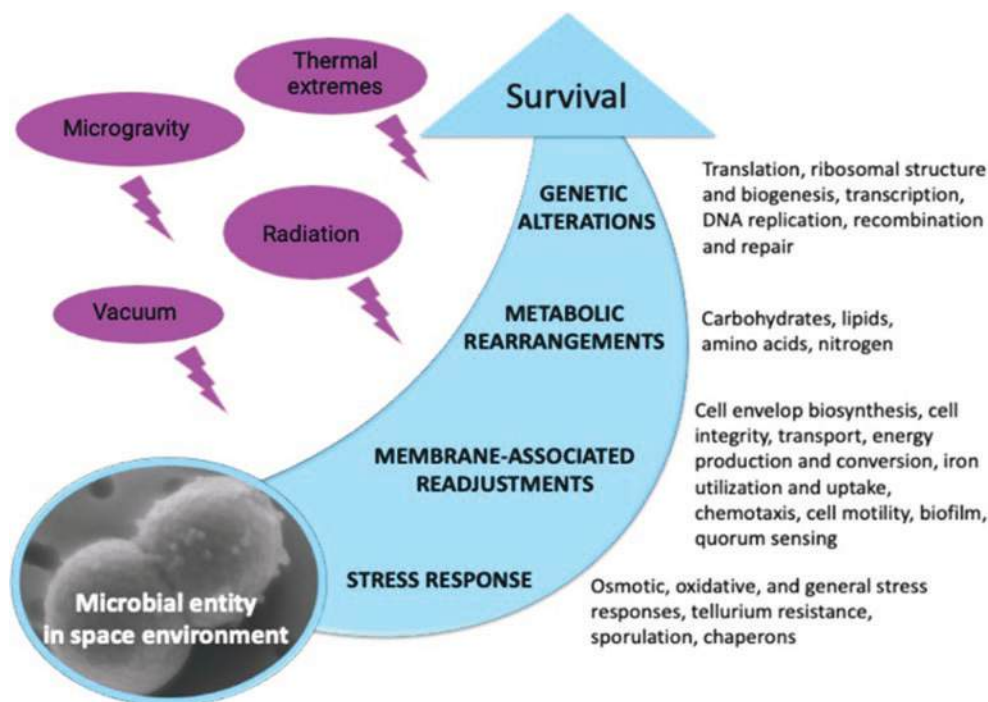 Thermal
extremes
Microgravity
Radiation
Vacuum
Survival
GENETIC
ALTERATIONS
Translation, ribosomal structure
and biogenesis, transcription,
DNA replication, recombination
and repair
METABOLIC
REARRANGEMENTS
Carbohydrates, lipids,
amino acids, nitrogen
MEMBRANE-ASSOCIATED
READJUSTMENTS
Cell envelop biosynthesis, cell
integrity, transport, energy
production and conversion, iron
utilization and uptake,
chemotaxis, cell motility, biofilm,
quorum sensing
STRESS RESPONSE
Osmotic, oxidative, and general stress
responses, tellurium resistance,
sporulation, chaperons
Microbial entity
in space environment